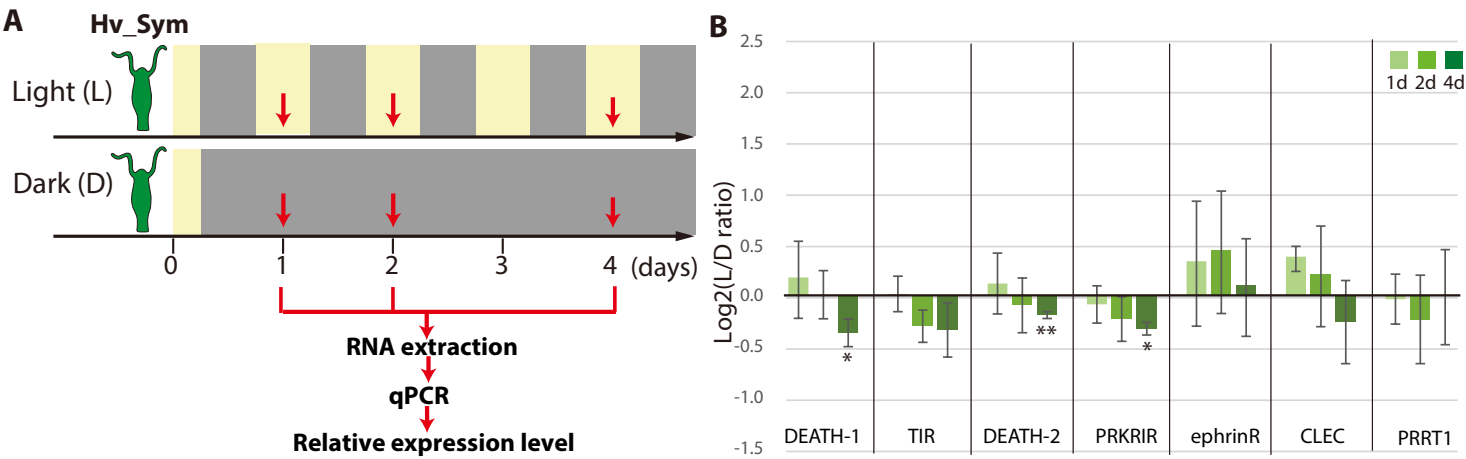 A
Hv_Sym
Light (L)
Dark (D)
0 1 2 3 4 (days)
RNA extraction
qPCR
Relative expression level
B
Log2(L/D ratio)
2.5
2.0
1.5
1.0
0.5
0.0
-0.5
-1.0
-1.5
1d 2d 4d
* ** *
DEATH-1 TIR DEATH-2 PRKRIR ephrinR CLEC PRRT1